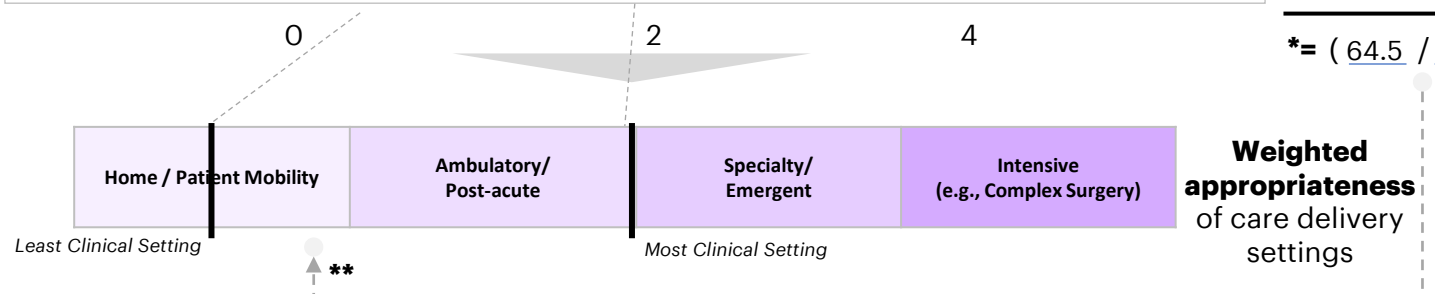 0 2 4
*= ( 64.5 /
Home / Patient Mobility
Ambulatory/
Post-acute
Specialty/
Emergent
Intensive
(e.g., Complex Surgery)
Weighted
appropriateness
of care delivery
settings
Least Clinical Setting
Most Clinical Setting
**